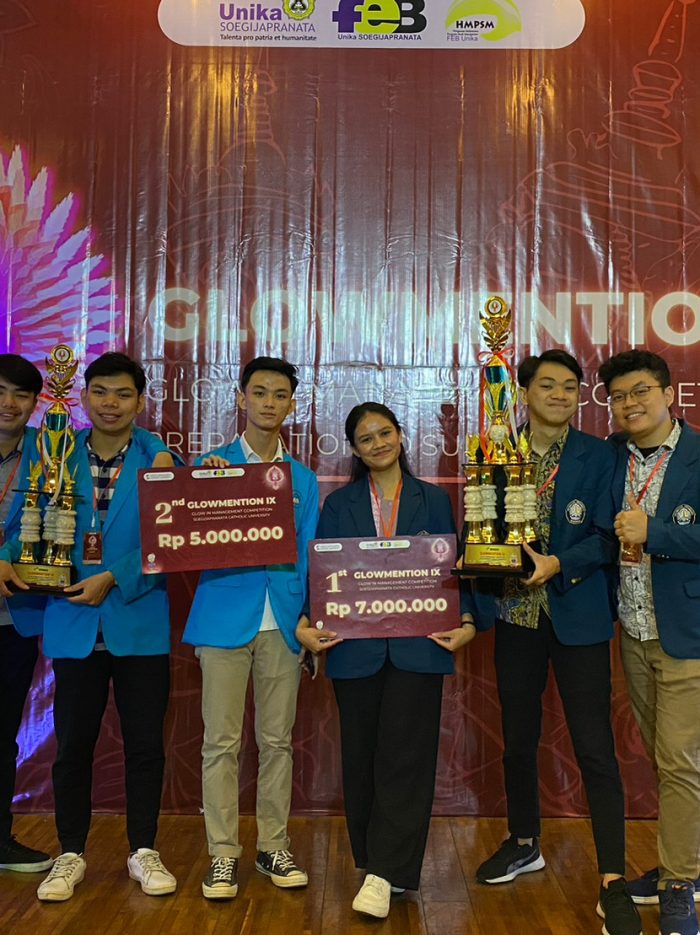 Unika
SOEGIJAPRANATA
Talenta pro patria et humanitate
feB
Unika SOEGIJAPRANATA
HMPSM
FEB Unika
GLOWMENTIO
GLOW
PREP
2nd GLOWMENTION IX
GLOW IN MANAGEMENT COMPETITION
SOEGIJAPRANATA CATHOLIC UNIVERSITY
Rp 5.000.000
1st GLOWMENTION IX
GLOW IN MANAGEMENT COMPETITION
SOEGIJAPRANATA CATHOLIC UNIVERSITY
Rp 7.000.000